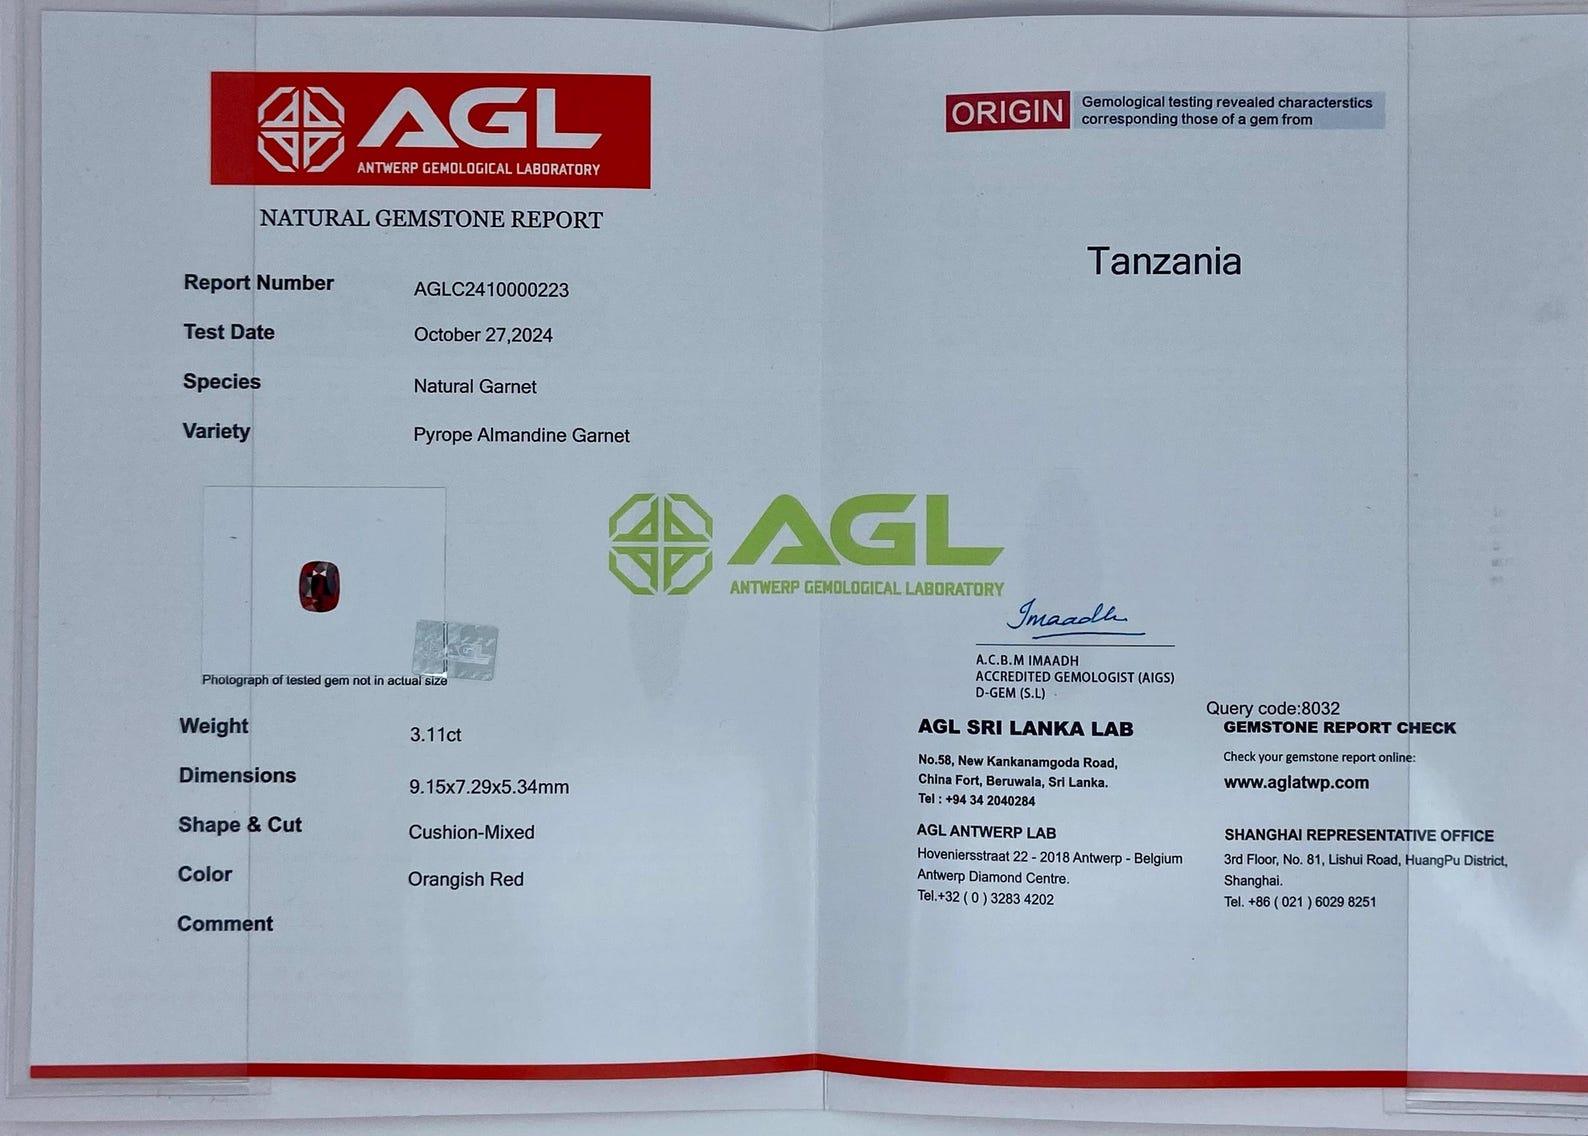 AGL
ANTWERP GEMOLOGICAL LABORATORY
NATURAL GEMSTONE REPORT
Report Number AGLC2410000223
Test Date October 27,2024
Species Natural Garnet
Variety Pyrope Almandine Garnet
Photograph of tested gem not in actual size
Weight 3.11ct
Dimensions 9.15x7.29x5.34mm
Shape & Cut Cushion-Mixed
Color Orangish Red
Comment
AGL
ANTWERP GEMOLOGICAL LABORATORY
ORIGIN
Gemological testing revealed characterstics
corresponding those of a gem from
Tanzania
Imaadh
A.C.B.M IMAADH
ACCREDITED GEMOLOGIST (AIGS)
D-GEM (S.L)
AGL SRI LANKA LAB
No.58, New Kankanamgoda Road,
China Fort, Beruwala, Sri Lanka.
Tel : +94 34 2040284
AGL ANTWERP LAB
Hoveniersstraat 22 - 2018 Antwerp - Belgium
Antwerp Diamond Centre.
Tel.+32 ( 0 ) 3283 4202
Query code:8032
GEMSTONE REPORT CHECK
Check your gemstone report online:
www.aglatwp.com
SHANGHAI REPRESENTATIVE OFFICE
3rd Floor, No. 81, Lishui Road, HuangPu District,
Shanghai.
Tel. +86 ( 021 ) 6029 8251